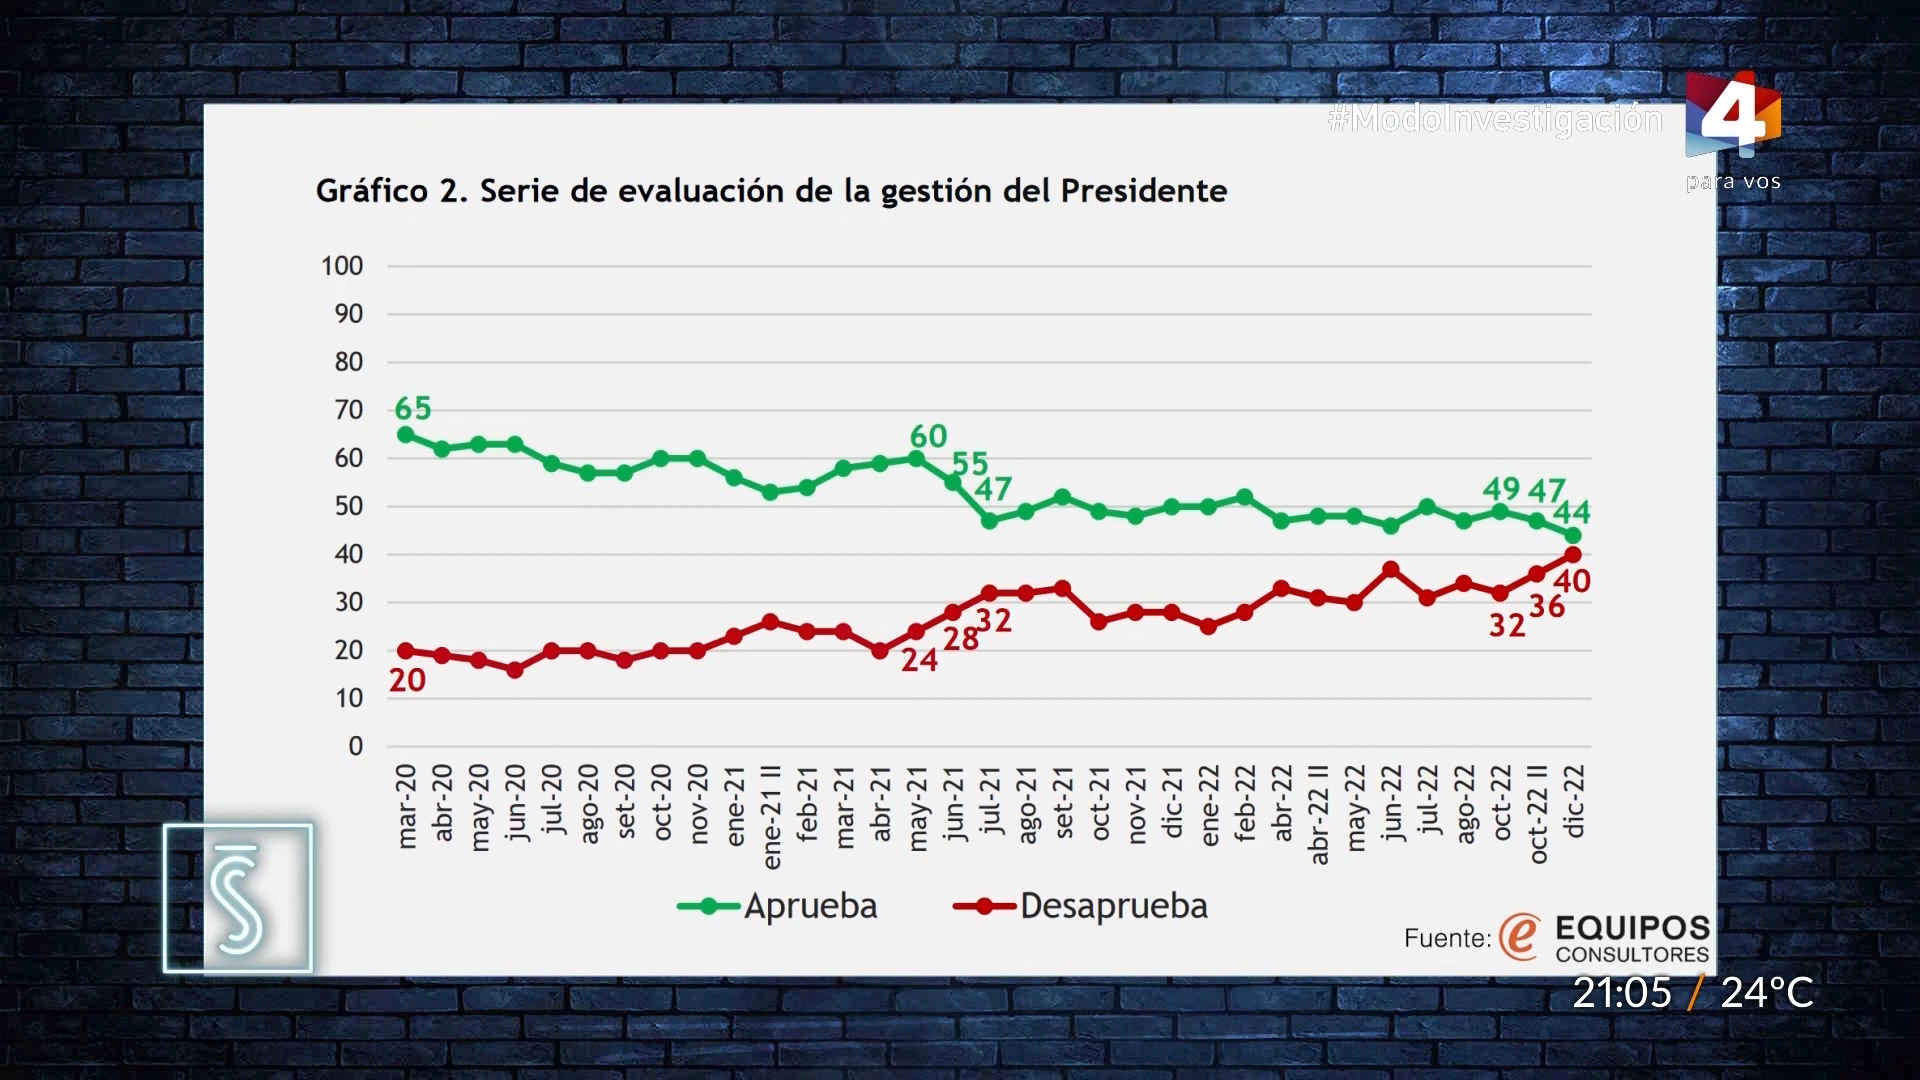 #ModoInvestigación
4
para vos
Gráfico 2. Serie de evaluación de la gestión del Presidente
100
90
80
70
60
50
40
30
20
10
0
65
60
55
47
49
47
44
20
24
28
32
32
36
40
mar-20
abr-20
may-20
jun-20
jul-20
ago-20
set-20
oct-20
nov-20
ene-21
ene-21 II
feb-21
mar-21
abr-21
may-21
jun-21
jul-21
ago-21
set-21
oct-21
nov-21
dic-21
ene-22
feb-22
abr-22
abr-22 II
may-22
jun-22
jul-22
ago-22
oct-22
oct-22 II
dic-22
Aprueba
Desaprueba
Fuente: e EQUIPOS
CONSULTORES
21:05 / 24°C